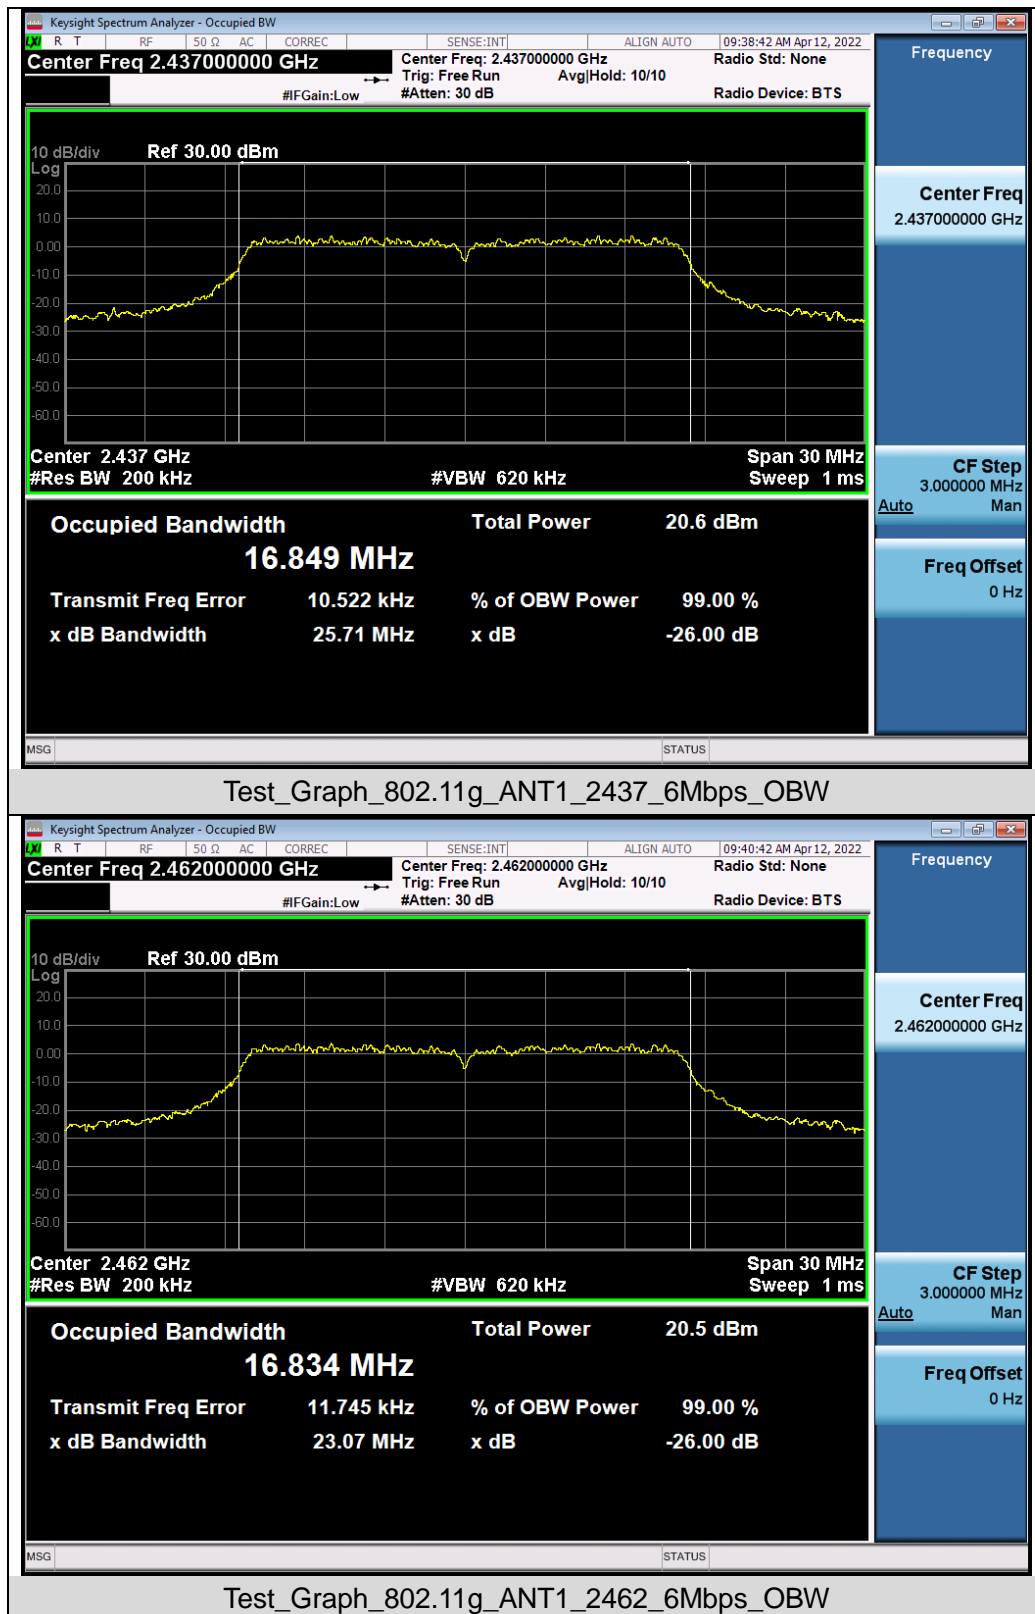 Keysight Spectrum Analyzer - Occupied BW
LXI R T RF 50 Ω AC CORREC SENSE:INT ALIGN AUTO 09:38:42 AM Apr 12, 2022
Center Freq 2.437000000 GHz
Center Freq: 2.437000000 GHz
Radio Std: None
Trig: Free Run Avg|Hold: 10/10
#IFGain:Low #Atten: 30 dB Radio Device: BTS
Frequency
10 dB/div Ref 30.00 dBm
Log
20.0
10.0
0.00
-10.0
-20.0
-30.0
-40.0
-50.0
-60.0
Center Freq
2.437000000 GHz
Center 2.437 GHz Span 30 MHz
#Res BW 200 kHz #VBW 620 kHz Sweep 1 ms
CF Step
3.000000 MHz
Auto Man
Freq Offset
0 Hz
Occupied Bandwidth Total Power 20.6 dBm
16.849 MHz
Transmit Freq Error 10.522 kHz % of OBW Power 99.00 %
x dB Bandwidth 25.71 MHz x dB -26.00 dB
MSG STATUS
Test_Graph_802.11g_ANT1_2437_6Mbps_OBW
Keysight Spectrum Analyzer - Occupied BW
LXI R T RF 50 Ω AC CORREC SENSE:INT ALIGN AUTO 09:40:42 AM Apr 12, 2022
Center Freq 2.462000000 GHz
Center Freq: 2.462000000 GHz
Radio Std: None
Trig: Free Run Avg|Hold: 10/10
#IFGain:Low #Atten: 30 dB Radio Device: BTS
Frequency
10 dB/div Ref 30.00 dBm
Log
20.0
10.0
0.00
-10.0
-20.0
-30.0
-40.0
-50.0
-60.0
Center Freq
2.462000000 GHz
Center 2.462 GHz Span 30 MHz
#Res BW 200 kHz #VBW 620 kHz Sweep 1 ms
CF Step
3.000000 MHz
Auto Man
Freq Offset
0 Hz
Occupied Bandwidth Total Power 20.5 dBm
16.834 MHz
Transmit Freq Error 11.745 kHz % of OBW Power 99.00 %
x dB Bandwidth 23.07 MHz x dB -26.00 dB
MSG STATUS
Test_Graph_802.11g_ANT1_2462_6Mbps_OBW